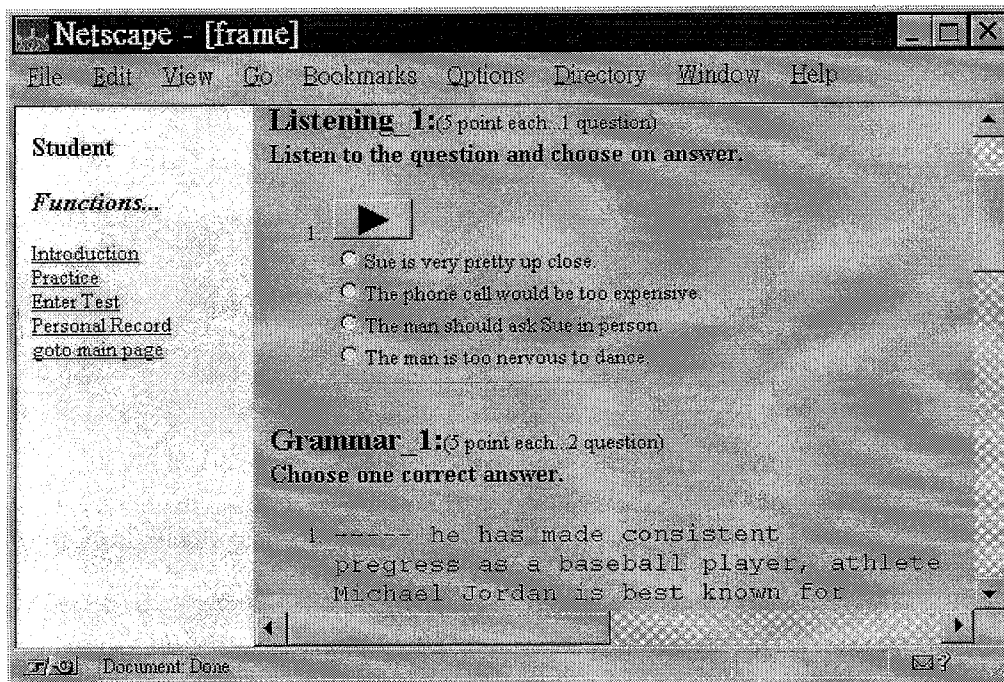 Netscape - [frame]
File Edit View Go Bookmarks Options Directory Window Help
Student
Functions...
Introduction
Practice
Enter Test
Personal Record
goto main page
Listening_1:(5 point each..1 question)
Listen to the question and choose on answer.
1.
Sue is very pretty up close.
The phone call would be too expensive.
The man should ask Sue in person.
The man is too nervous to dance.
Grammar_1:(5 point each..2 question)
Choose one correct answer.
1. ----- he has made consistent
pregress as a baseball player, athlete
Michael Jordan is best known for
Document: Done